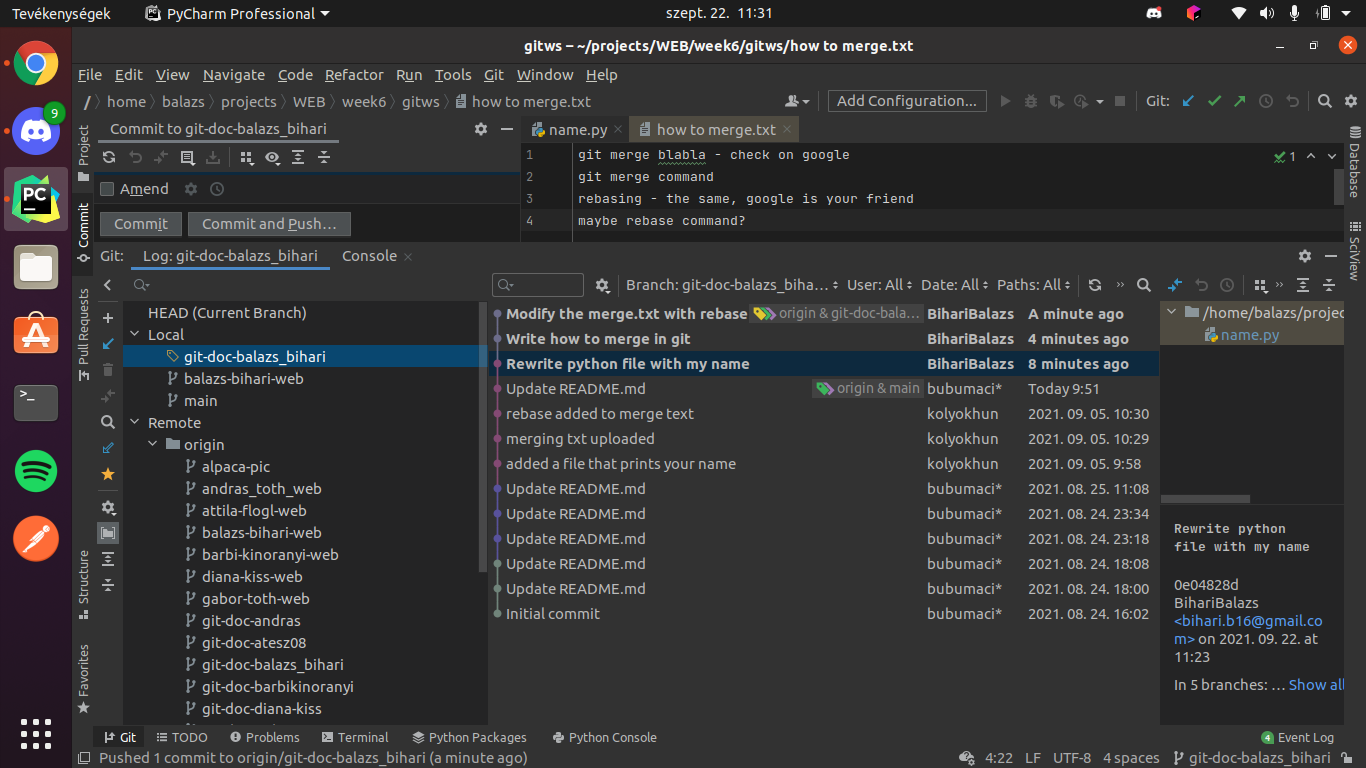 Tevékenységek PyCharm Professional szept. 22. 11:31
gitws – ~/projects/WEB/week6/gitws/how to merge.txt
File Edit View Navigate Code Refactor Run Tools Git Window Help
/ home balazs projects WEB week6 gitws how to merge.txt Add Configuration... Git:
Project
Commit
Pull Requests
Structure
Favorites
Commit to git-doc-balazs_bihari
Amend
Commit Commit and Push...
name.py how to merge.txt
1 git merge blabla - check on google
2 git merge command
3 rebasing - the same, google is your friend
4 maybe rebase command?
1
Database
SciView
9
PC
>_
Git: Log: git-doc-balazs_bihari Console
HEAD (Current Branch)
Local
git-doc-balazs_bihari
balazs-bihari-web
main
Remote
origin
alpaca-pic
andras_toth_web
attila-flogl-web
balazs-bihari-web
barbi-kinoranyi-web
diana-kiss-web
gabor-toth-web
git-doc-andras
git-doc-atesz08
git-doc-balazs_bihari
git-doc-barbikinoranyi
git-doc-diana-kiss
Branch: git-doc-balazs_biha... User: All Date: All Paths: All
Modify the merge.txt with rebase origin & git-doc-bala... BihariBalazs A minute ago
Write how to merge in git BihariBalazs 4 minutes ago
Rewrite python file with my name BihariBalazs 8 minutes ago
Update README.md origin & main bubumaci* Today 9:51
rebase added to merge text kolyokhun 2021. 09. 05. 10:30
merging txt uploaded kolyokhun 2021. 09. 05. 10:29
added a file that prints your name kolyokhun 2021. 09. 05. 9:58
Update README.md bubumaci* 2021. 08. 25. 11:08
Update README.md bubumaci* 2021. 08. 24. 23:34
Update README.md bubumaci* 2021. 08. 24. 23:18
Update README.md bubumaci* 2021. 08. 24. 18:08
Update README.md bubumaci* 2021. 08. 24. 18:00
Initial commit bubumaci* 2021. 08. 24. 16:02
/home/balazs/projec
name.py
Rewrite python
file with my name
0e04828d
BihariBalazs
<bihari.b16@gmail.co
m> on 2021. 09. 22. at
11:23
In 5 branches: ... Show all
Git TODO Problems Terminal Python Packages Python Console 4 Event Log
Pushed 1 commit to origin/git-doc-balazs_bihari (a minute ago) 4:22 LF UTF-8 4 spaces git-doc-balazs_bihari